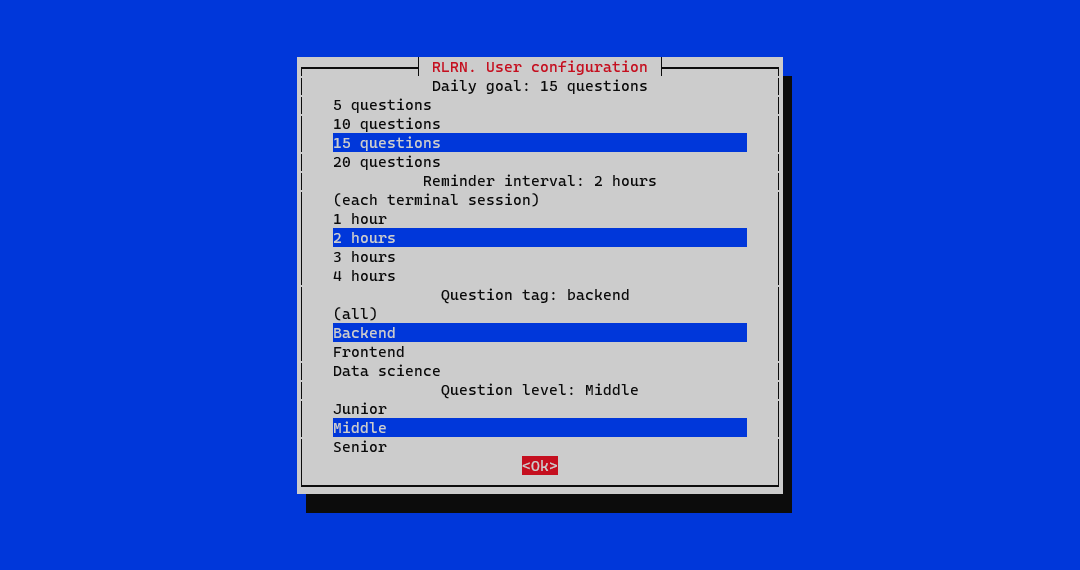 RLRN. User configuration
Daily goal: 15 questions
5 questions
10 questions
15 questions
20 questions
Reminder interval: 2 hours
(each terminal session)
1 hour
2 hours
3 hours
4 hours
Question tag: backend
(all)
Backend
Frontend
Data science
Question level: Middle
Junior
Middle
Senior
<Ok>